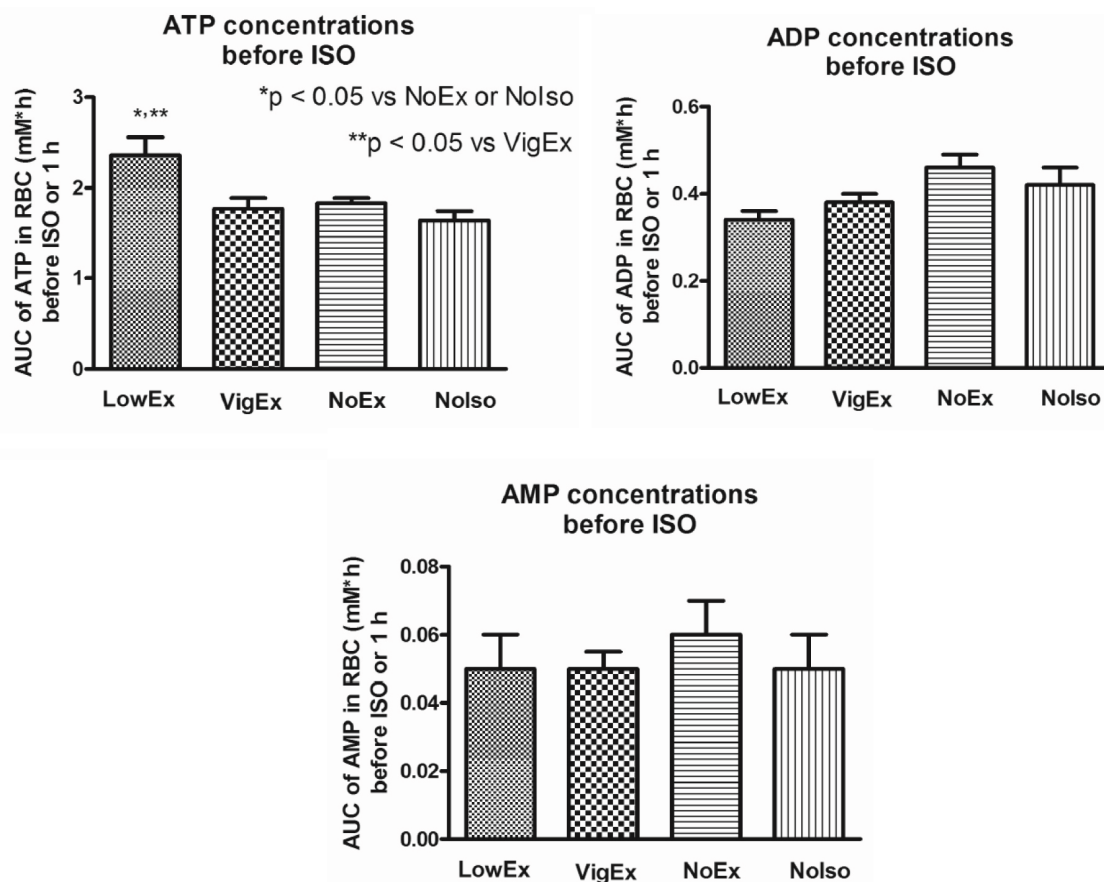 ATP concentrations
before ISO
*p < 0.05 vs NoEx or NoIso
**p < 0.05 vs VigEx
*,**
AUC of ATP in RBC (mM*h)
before ISO or 1 h
3
2
1
0
LowEx
VigEx
NoEx
NoIso
ADP concentrations
before ISO
AUC of ADP in RBC (mM*h)
before ISO or 1 h
0.6
0.4
0.2
0.0
LowEx
VigEx
NoEx
NoIso
AMP concentrations
before ISO
AUC of AMP in RBC (mM*h)
before ISO or 1 h
0.08
0.06
0.04
0.02
0.00
LowEx
VigEx
NoEx
NoIso